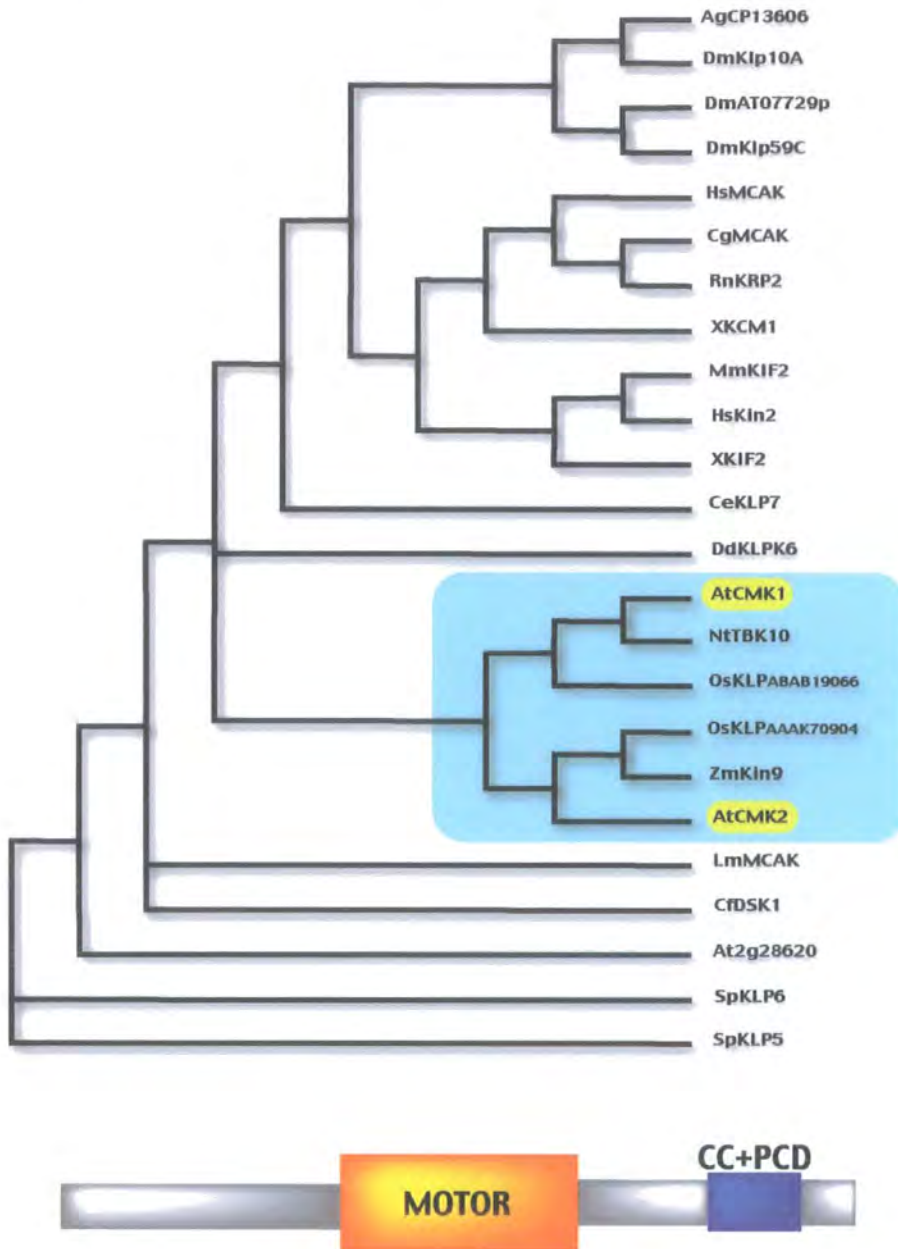 AgCP13606
DmKlp10A
DmAT07729p
DmKlp59C
HsMCAK
CgMCAK
RnKRP2
XKCM1
MmKIF2
HsKin2
XKIF2
CeKLP7
DdKLPK6
AtCMK1
NtTBK10
OsKLPABAB19066
OsKLPAAAK70904
ZmKin9
AtCMK2
LmMCAK
CfDSK1
At2g28620
SpKLP6
SpKLP5
CC+PCD
MOTOR